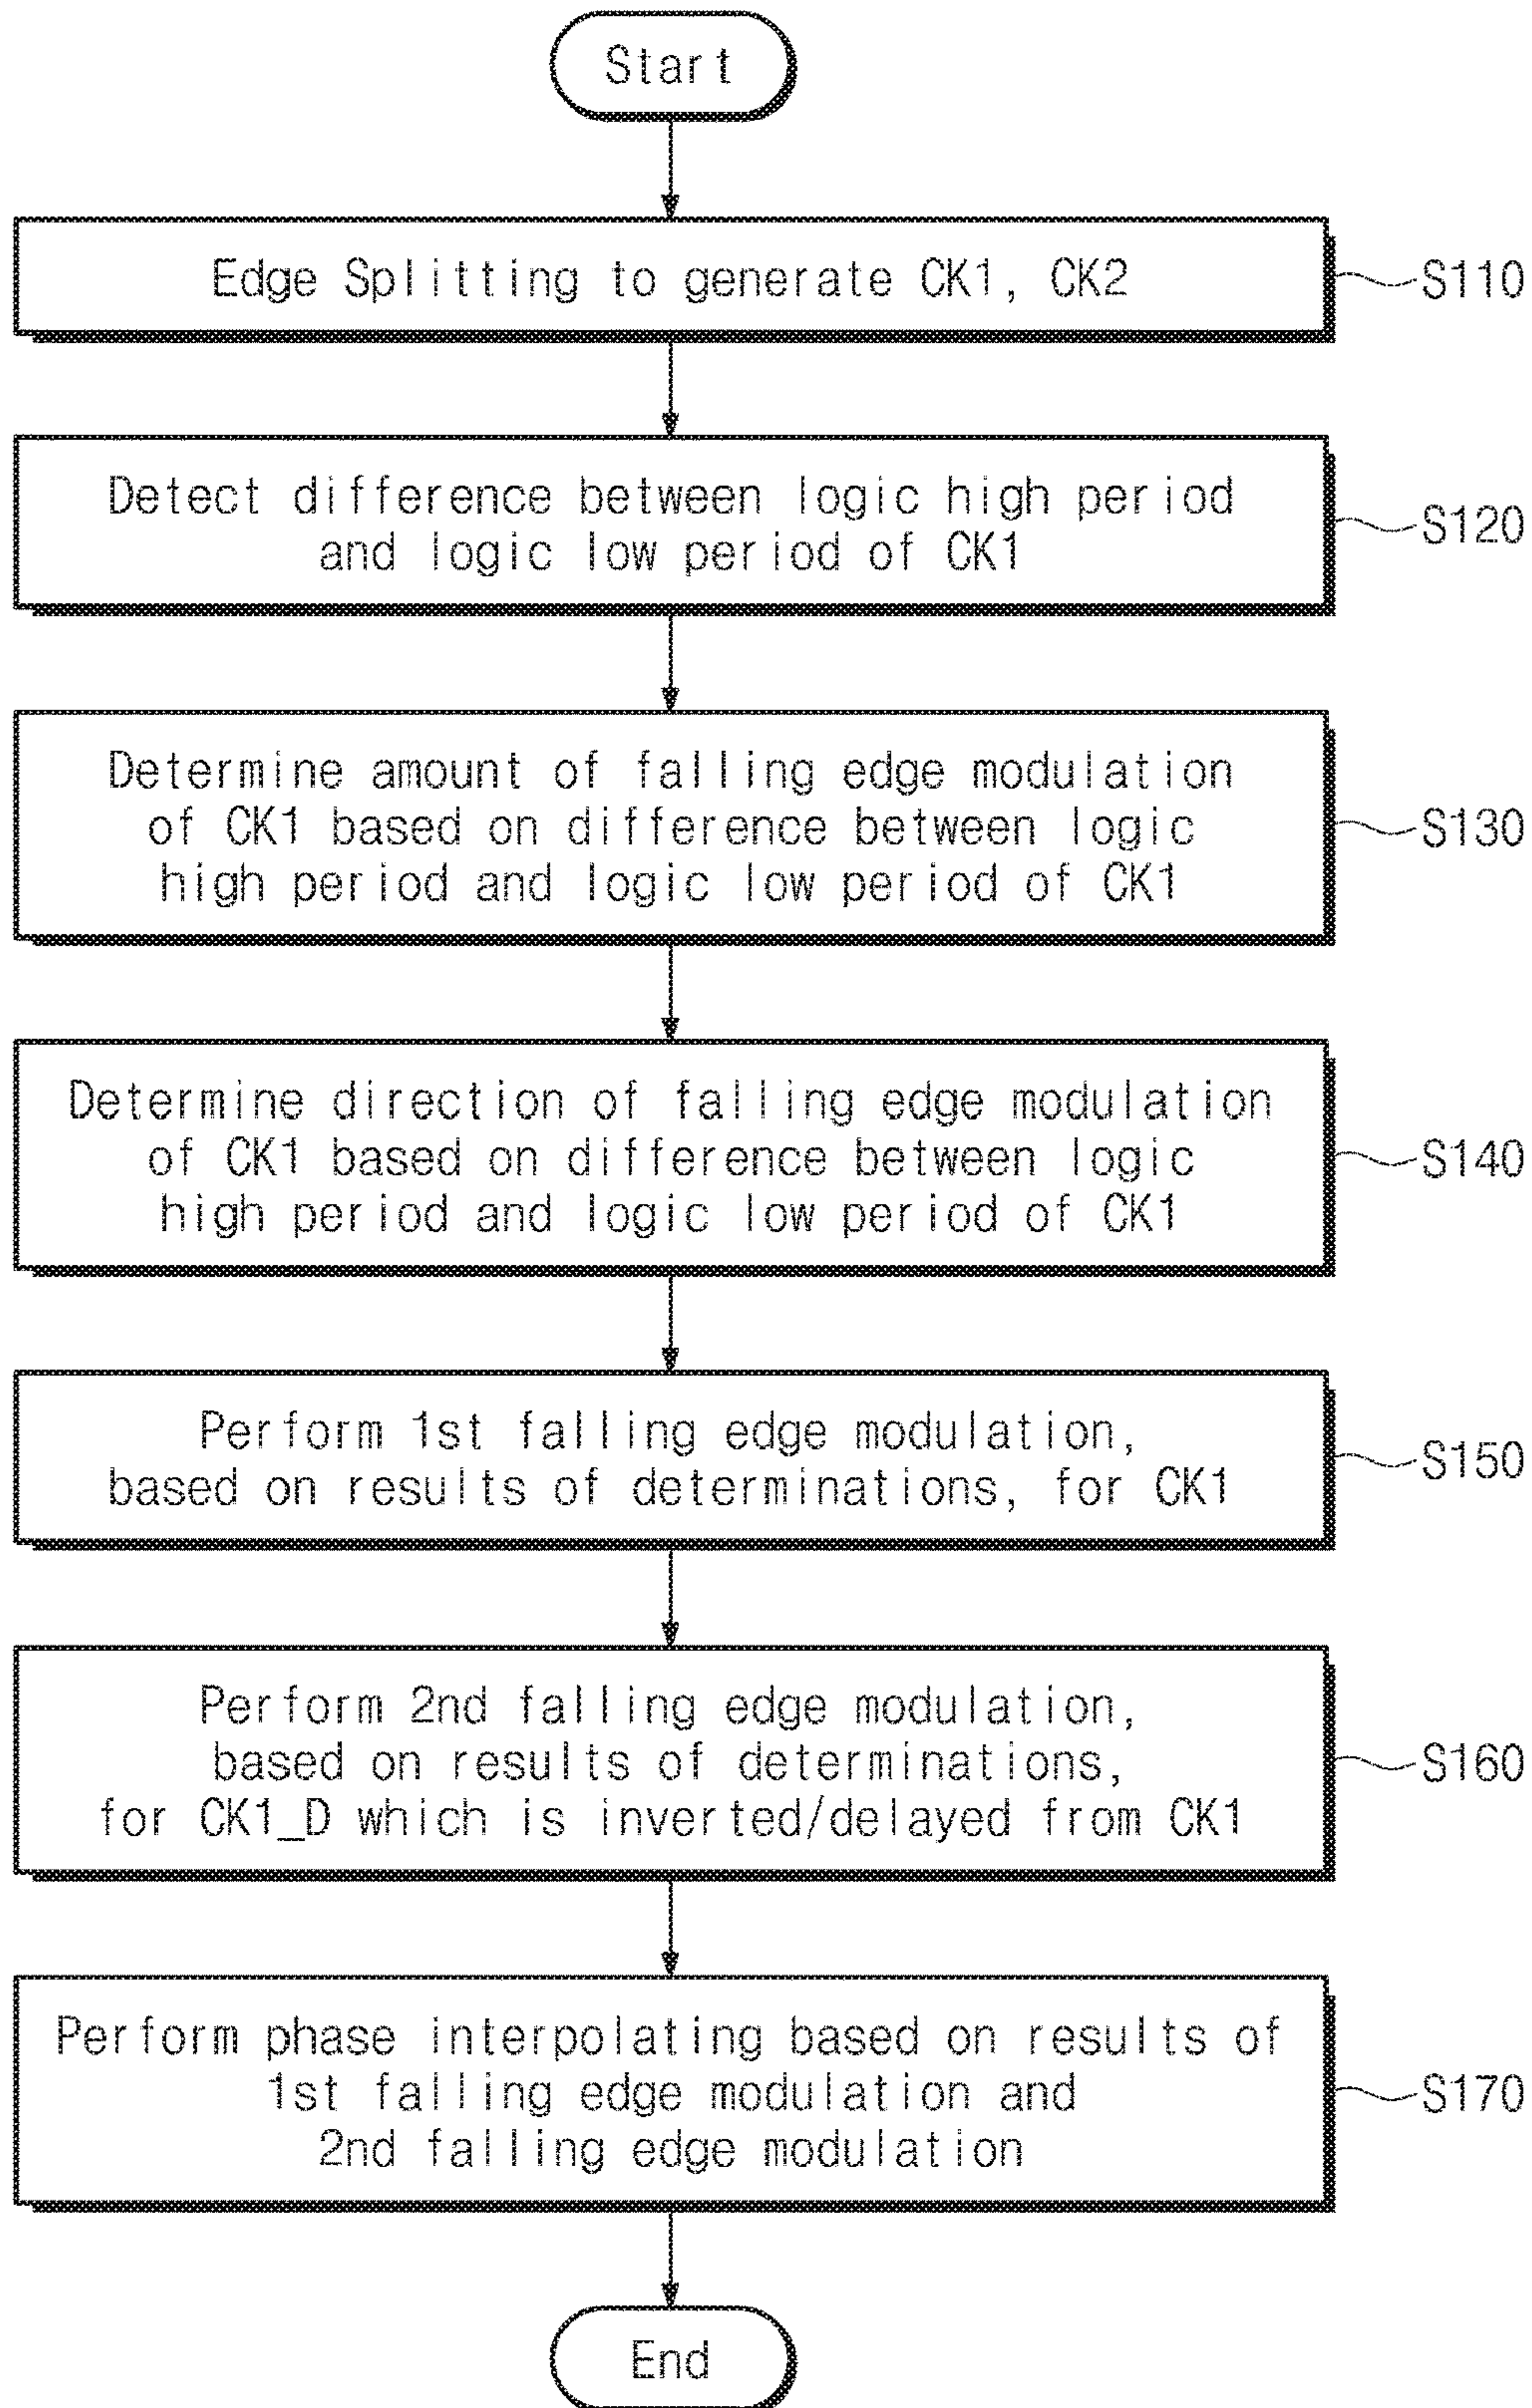 Start
Edge Splitting to generate CK1, CK2
S110
Detect difference between logic high period
and logic low period of CK1
S120
Determine amount of falling edge modulation
of CK1 based on difference between logic
high period and logic low period of CK1
S130
Determine direction of falling edge modulation
of CK1 based on difference between logic
high period and logic low period of CK1
S140
Perform 1st falling edge modulation,
based on results of determinations, for CK1
S150
Perform 2nd falling edge modulation,
based on results of determinations,
for CK1_D which is inverted/delayed from CK1
S160
Perform phase interpolating based on results of
1st falling edge modulation and
2nd falling edge modulation
S170
End